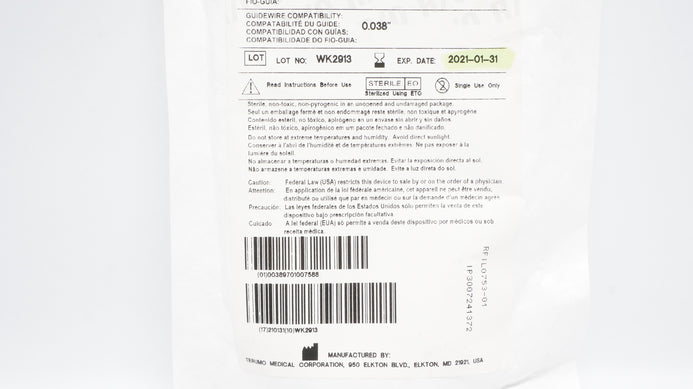 FIO-GUIA:
GUIDEWIRE COMPATIBILITY:
COMPATABILITÉ DU GUIDE: 0.038"
COMPATIBILIDAD CON GUÍAS:
COMPATIBILIDADE DO FIO-GUIA:
LOT LOT NO: WK2913 EXP. DATE: 2021-01-31
Read Instructions Before Use STERILE EO Single Use Only
Sterilized Using ETO
Sterile, non-toxic, non-pyrogenic in an unopened and undamaged package.
Seul un emballage fermé et non endommagé reste stérile, non toxique et apyrogène
Contenido estéril, no tóxico, apirógeno en un envase sin abrir y sin daños
Estéril, não tóxico, apirogênico em um pacote fechado e não danificado.
Do not store at extreme temperatures and humidity. Avoid direct sunlight.
Conserver à l'abri de l'humidité et de températures extrêmes. Ne pas exposer à la
lumière du soleil.
No almacenar a temperaturas o humedad extremas. Evitar la exposición directa al sol.
Não armazene a temperaturas extremas e umidade. Evite a luz direta do sol.
Caution: Federal Law (USA) restricts this device to sale by or on the order of a physician
Attention: En application de la loi fédérale américaine, cet appareil ne peut être vendu,
distribute ou utilisé que par en médecin ou sur la demande d'un médecin agréé
Precaución: Las leyes federales de los Estados Unidos solo permiten la venta de este
dispositivo bajo prescripción facultativa.
Cuidado A lei federal (EUA) só permite a venda deste dispositivo por médicos ou sob
receita médica.
(01)00389701007588
(17)210131(10)WK2913
RFIL0753-01
IP3007241372
MANUFACTURED BY:
TERUMO MEDICAL CORPORATION, 950 ELKTON BLVD., ELKTON, MD 21921, USA